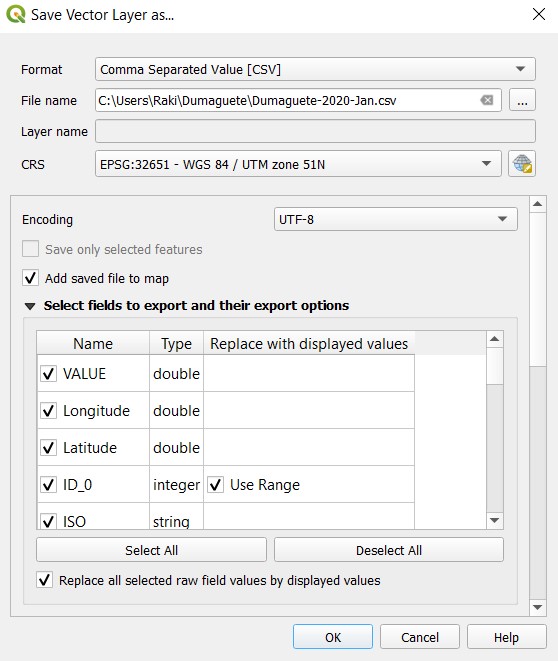 Save Vector Layer as...
Format Comma Separated Value [CSV]
File name C:\Users\Raki\Dumaguete\Dumaguete-2020-Jan.csv ...
Layer name
CRS EPSG:32651 - WGS 84 / UTM zone 51N
Encoding UTF-8
Save only selected features
Add saved file to map
Select fields to export and their export options
Name Type Replace with displayed values
VALUE double
Longitude double
Latitude double
ID_0 integer Use Range
ISO string
Select All Deselect All
Replace all selected raw field values by displayed values
OK Cancel Help